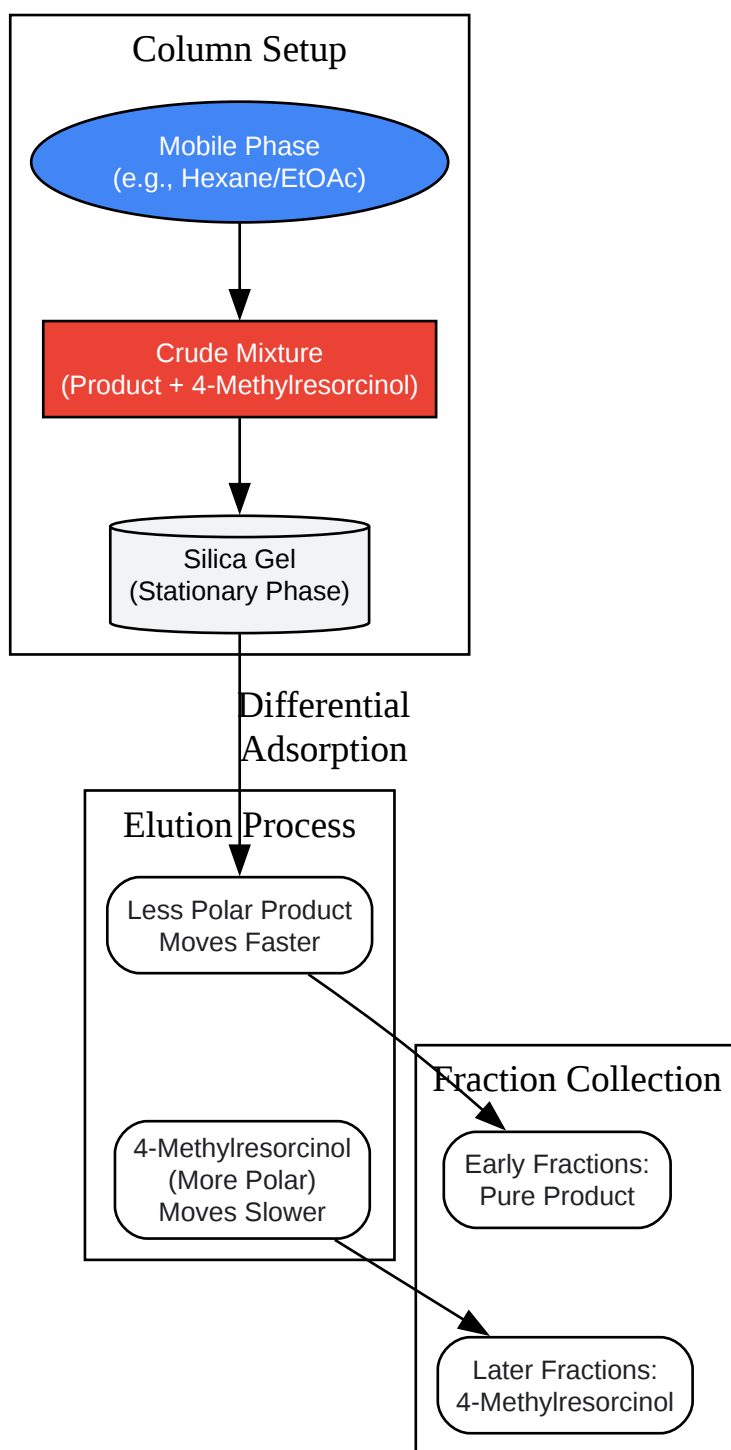 Column Setup
Mobile Phase
(e.g., Hexane/EtOAc)
Crude Mixture
(Product + 4-Methylresorcinol)
Silica Gel
(Stationary Phase)
Differential
Adsorption
Elution Process
Less Polar Product
Moves Faster
4-Methylresorcinol
(More Polar)
Moves Slower
Fraction Collection
Early Fractions:
Pure Product
Later Fractions:
4-Methylresorcinol